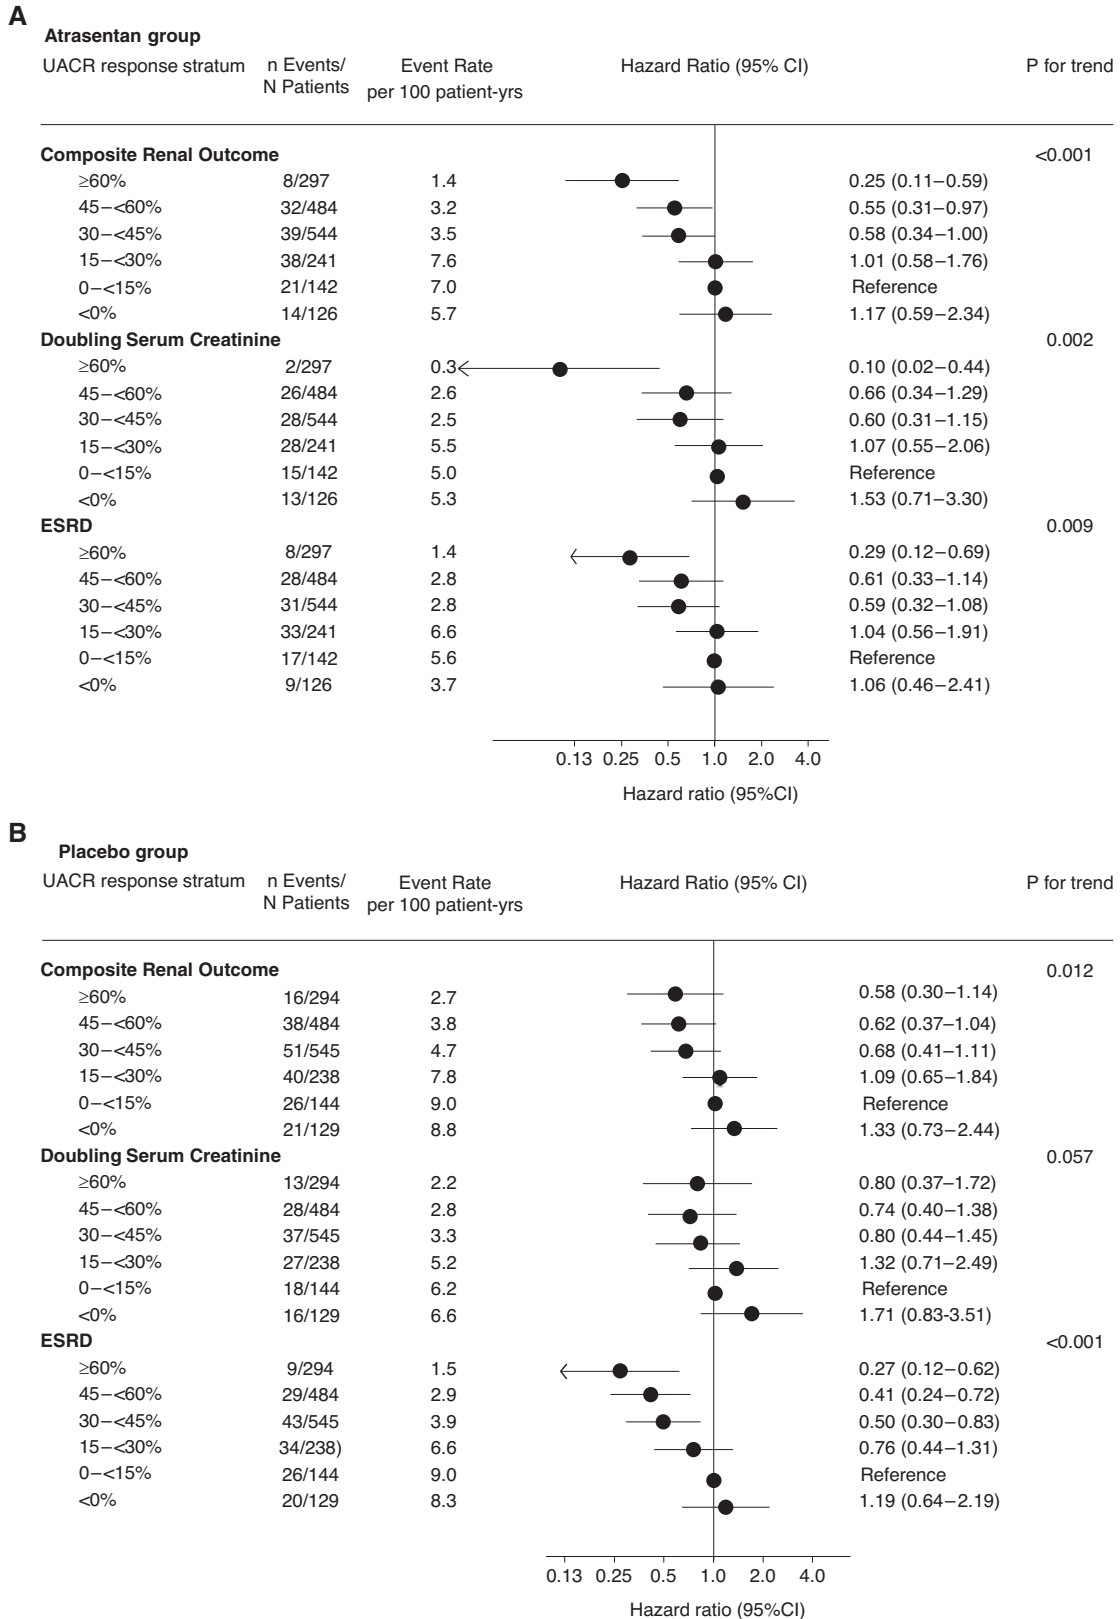 A
Atrasentan group
UACR response stratum n Events/ Event Rate Hazard Ratio (95% CI) P for trend
N Patients per 100 patient-yrs
Composite Renal Outcome <0.001
≥60% 8/297 1.4 0.25 (0.11–0.59)
45–<60% 32/484 3.2 0.55 (0.31–0.97)
30–<45% 39/544 3.5 0.58 (0.34–1.00)
15–<30% 38/241 7.6 1.01 (0.58–1.76)
0–<15% 21/142 7.0 Reference
<0% 14/126 5.7 1.17 (0.59–2.34)
Doubling Serum Creatinine 0.002
≥60% 2/297 0.3 0.10 (0.02–0.44)
45–<60% 26/484 2.6 0.66 (0.34–1.29)
30–<45% 28/544 2.5 0.60 (0.31–1.15)
15–<30% 28/241 5.5 1.07 (0.55–2.06)
0–<15% 15/142 5.0 Reference
<0% 13/126 5.3 1.53 (0.71–3.30)
ESRD 0.009
≥60% 8/297 1.4 0.29 (0.12–0.69)
45–<60% 28/484 2.8 0.61 (0.33–1.14)
30–<45% 31/544 2.8 0.59 (0.32–1.08)
15–<30% 33/241 6.6 1.04 (0.56–1.91)
0–<15% 17/142 5.6 Reference
<0% 9/126 3.7 1.06 (0.46–2.41)
0.13 0.25 0.5 1.0 2.0 4.0
Hazard ratio (95%CI)
B
Placebo group
UACR response stratum n Events/ Event Rate Hazard Ratio (95% CI) P for trend
N Patients per 100 patient-yrs
Composite Renal Outcome 0.012
≥60% 16/294 2.7 0.58 (0.30–1.14)
45–<60% 38/484 3.8 0.62 (0.37–1.04)
30–<45% 51/545 4.7 0.68 (0.41–1.11)
15–<30% 40/238 7.8 1.09 (0.65–1.84)
0–<15% 26/144 9.0 Reference
<0% 21/129 8.8 1.33 (0.73–2.44)
Doubling Serum Creatinine 0.057
≥60% 13/294 2.2 0.80 (0.37–1.72)
45–<60% 28/484 2.8 0.74 (0.40–1.38)
30–<45% 37/545 3.3 0.80 (0.44–1.45)
15–<30% 27/238 5.2 1.32 (0.71–2.49)
0–<15% 18/144 6.2 Reference
<0% 16/129 6.6 1.71 (0.83-3.51)
ESRD <0.001
≥60% 9/294 1.5 0.27 (0.12–0.62)
45–<60% 29/484 2.9 0.41 (0.24–0.72)
30–<45% 43/545 3.9 0.50 (0.30–0.83)
15–<30% 34/238) 6.6 0.76 (0.44–1.31)
0–<15% 26/144 9.0 Reference
<0% 20/129 8.3 1.19 (0.64–2.19)
0.13 0.25 0.5 1.0 2.0 4.0
Hazard ratio (95%CI)